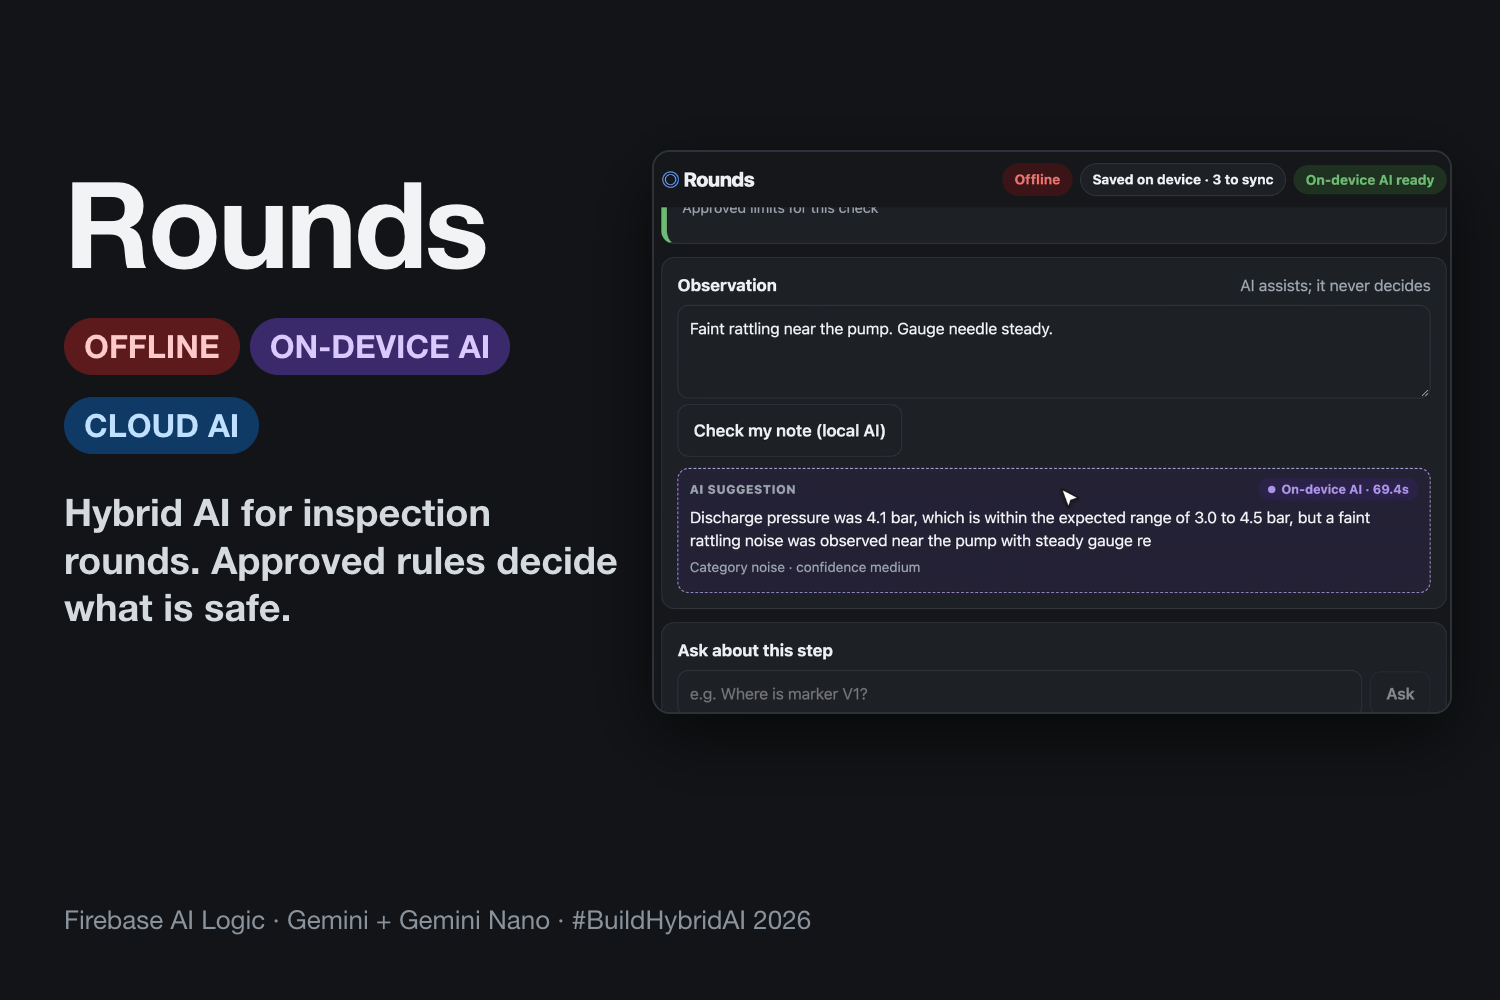 Rounds
OFFLINE
ON-DEVICE AI
CLOUD AI
Hybrid AI for inspection
rounds. Approved rules decide
what is safe.
Rounds
Offline
Saved on device · 3 to sync
On-device AI ready
Approved limits for this check
Observation
AI assists; it never decides
Faint rattling near the pump. Gauge needle steady.
Check my note (local AI)
AI SUGGESTION
On-device AI · 69.4s
Discharge pressure was 4.1 bar, which is within the expected range of 3.0 to 4.5 bar, but a faint
rattling noise was observed near the pump with steady gauge re
Category noise · confidence medium
Ask about this step
e.g. Where is marker V1?
Ask
Firebase AI Logic · Gemini + Gemini Nano · #BuildHybridAI 2026